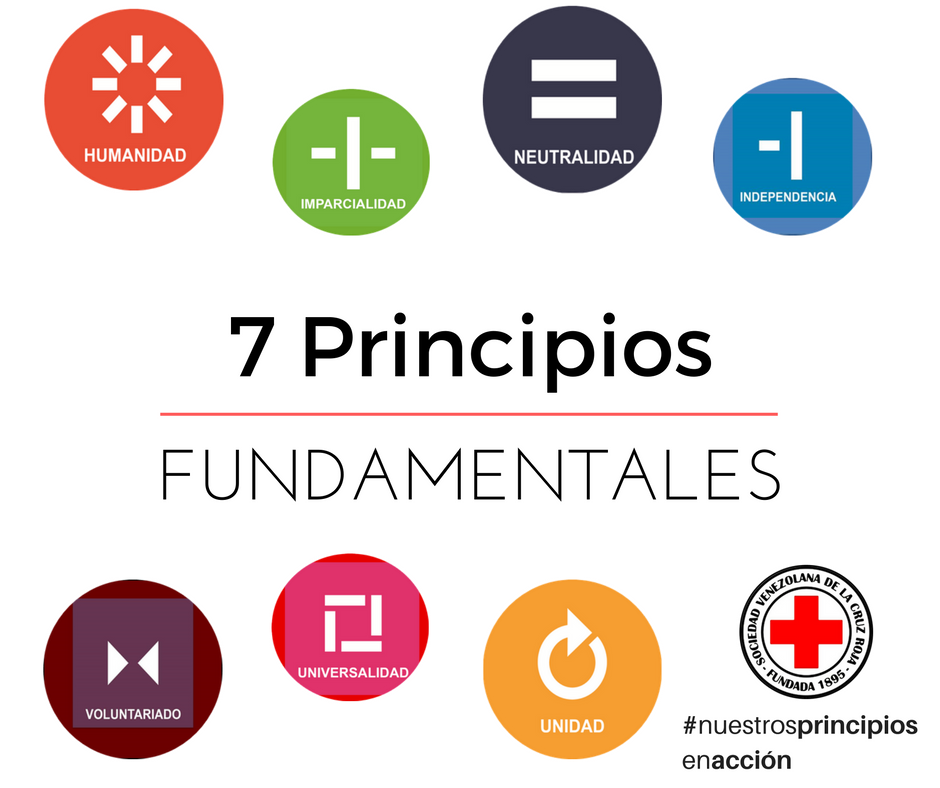 HUMANIDAD
IMPARCIALIDAD
NEUTRALIDAD
INDEPENDENCIA
7 Principios
FUNDAMENTALES
VOLUNTARIADO
UNIVERSALIDAD
UNIDAD
SOCIEDAD VENEZOLANA DE LA CRUZ ROJA
- FUNDADA 1895 -
#nuestrosprincipios
enacción